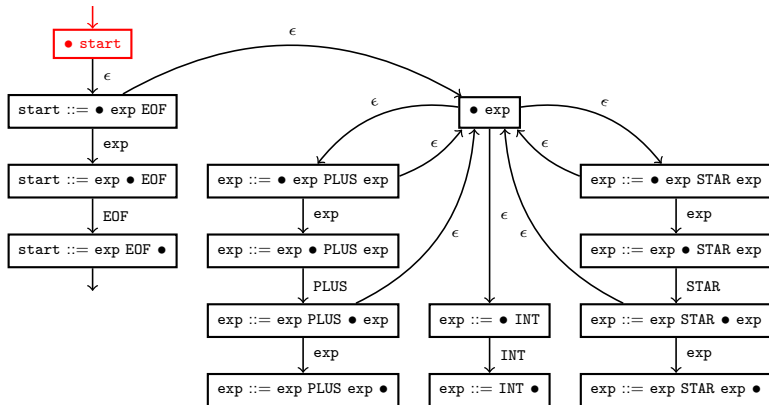 ● start
ϵ
ϵ
start ::= ● exp EOF
● exp
ϵ
ϵ
exp
ϵ
ϵ
start ::= exp ● EOF
exp ::= ● exp PLUS exp
exp ::= ● exp STAR exp
EOF
exp
ϵ
exp
start ::= exp EOF ●
ϵ
ϵ
exp ::= exp ● PLUS exp
exp ::= exp ● STAR exp
PLUS
STAR
exp ::= exp PLUS ● exp
exp ::= ● INT
exp ::= exp STAR ● exp
exp
INT
exp
exp ::= exp PLUS exp ●
exp ::= INT ●
exp ::= exp STAR exp ●